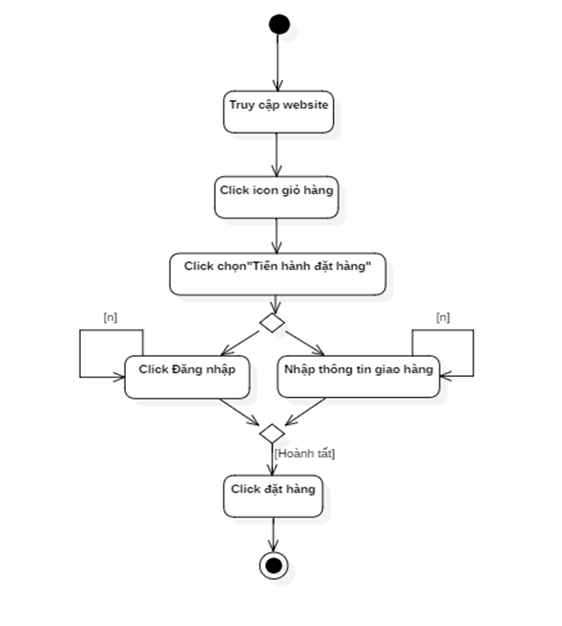 Truy cập website
Click icon giỏ hàng
Click chọn"Tiến hành đặt hàng"
[n]
[n]
Click Đăng nhập
Nhập thông tin giao hàng
[Hoành tất]
Click đặt hàng